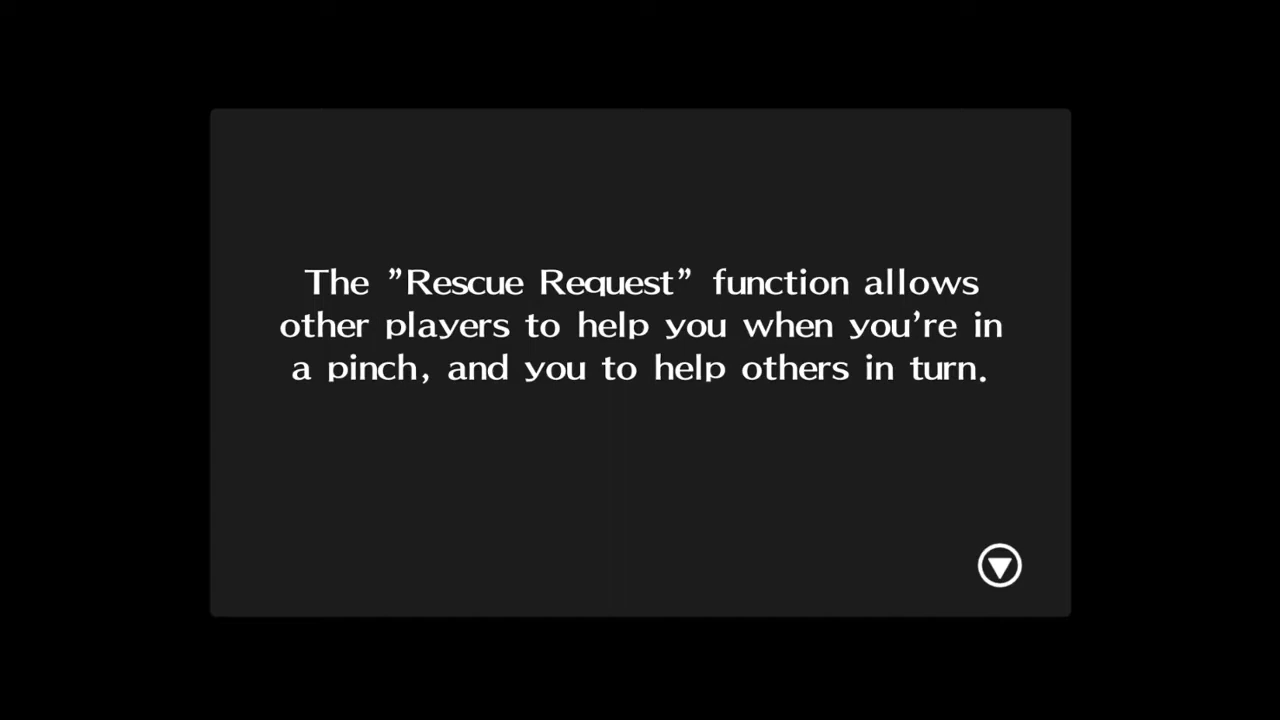 The ”Rescue Request” function allows
other players to help you when you’re in
a pinch, and you to help others in turn.